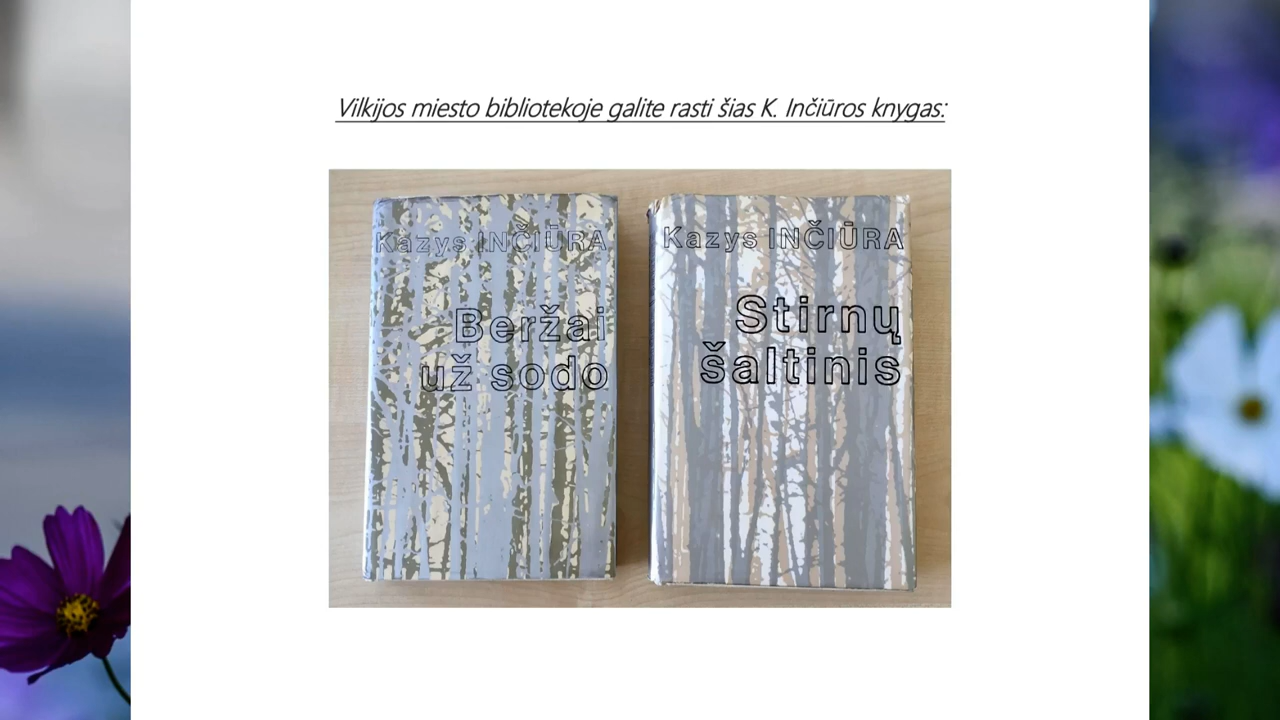 Vilkijos miesto bibliotekoje galite rasti šias K. Inčiūros knygas:
Kazys INČIŪRA
Beržai
už sodo
Kazys INČIŪRA
Stirnų
šaltinis